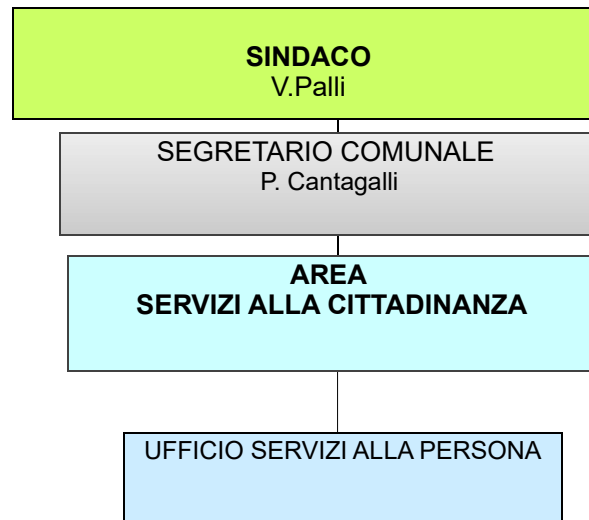 SINDACO
V.Palli
SEGRETARIO COMUNALE
P. Cantagalli
AREA
SERVIZI ALLA CITTADINANZA
UFFICIO SERVIZI ALLA PERSONA